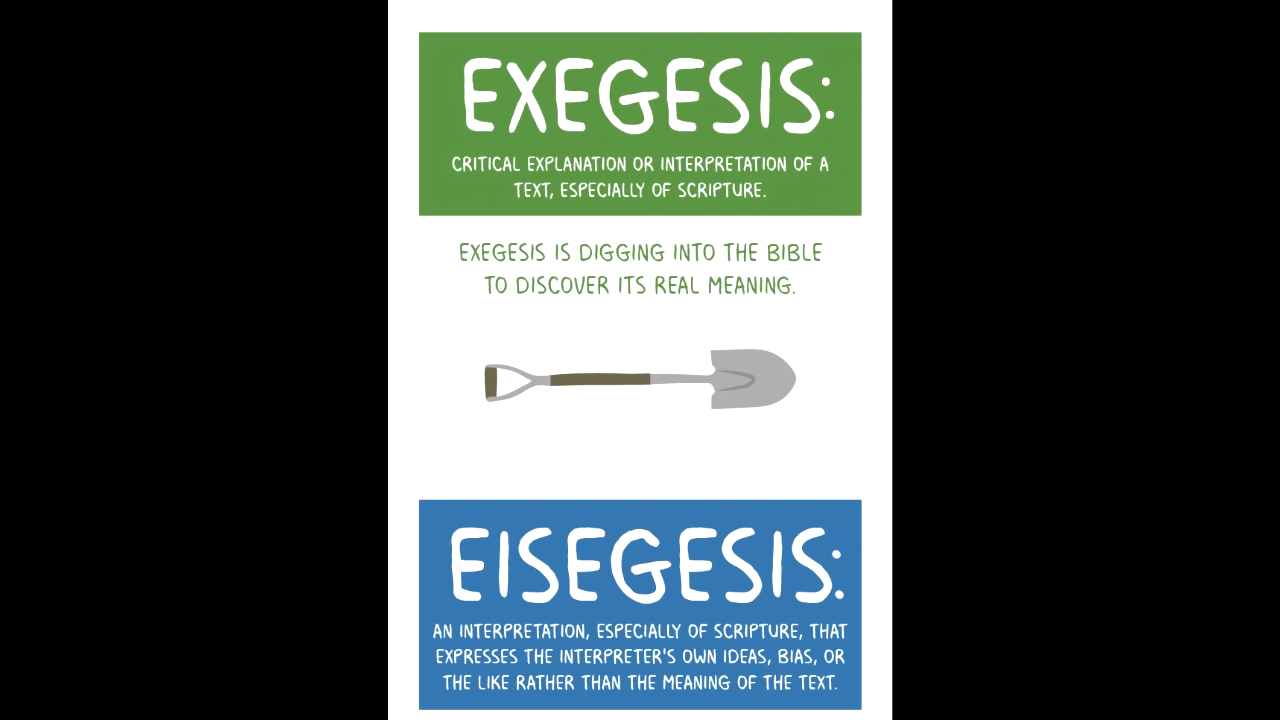 EXEGESIS:
CRITICAL EXPLANATION OR INTERPRETATION OF A
TEXT, ESPECIALLY OF SCRIPTURE.
EXEGESIS IS DIGGING INTO THE BIBLE
TO DISCOVER ITS REAL MEANING.
EISEGESIS:
AN INTERPRETATION, ESPECIALLY OF SCRIPTURE, THAT
EXPRESSES THE INTERPRETER'S OWN IDEAS, BIAS, OR
THE LIKE RATHER THAN THE MEANING OF THE TEXT.